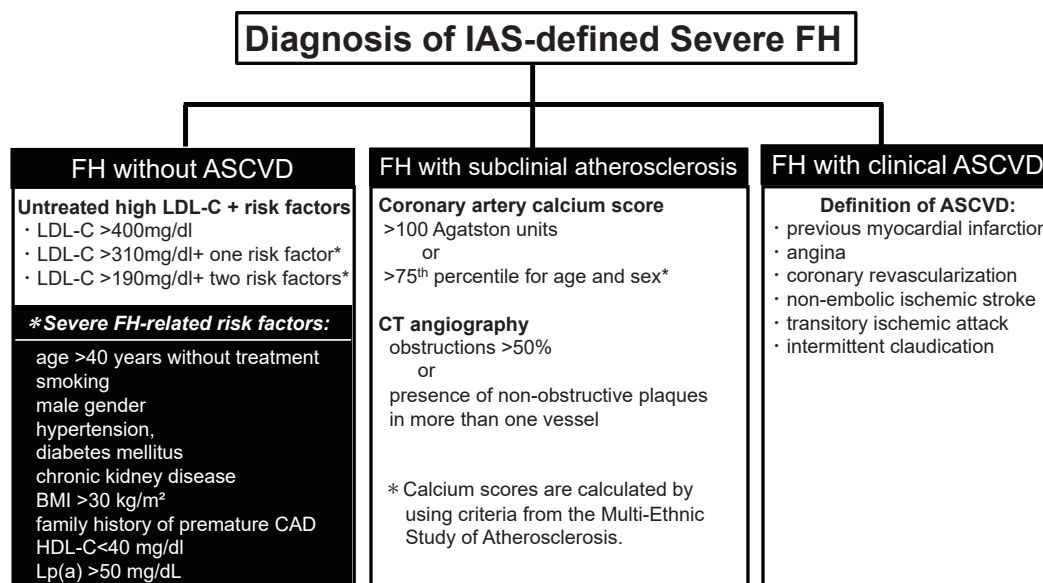 Diagnosis of IAS-defined Severe FH
FH without ASCVD
Untreated high LDL-C + risk factors
· LDL-C >400mg/dl
· LDL-C >310mg/dl+ one risk factor*
· LDL-C >190mg/dl+ two risk factors*
*Severe FH-related risk factors:
age >40 years without treatment
smoking
male gender
hypertension,
diabetes mellitus
chronic kidney disease
BMI >30 kg/m²
family history of premature CAD
HDL-C<40 mg/dl
Lp(a) >50 mg/dL
FH with subclinial atherosclerosis
Coronary artery calcium score
>100 Agatston units
or
>75th percentile for age and sex*
CT angiography
obstructions >50%
or
presence of non-obstructive plaques
in more than one vessel
* Calcium scores are calculated by
using criteria from the Multi-Ethnic
Study of Atherosclerosis.
FH with clinical ASCVD
Definition of ASCVD:
· previous myocardial infarction
· angina
· coronary revascularization
· non-embolic ischemic stroke
· transitory ischemic attack
· intermittent claudication